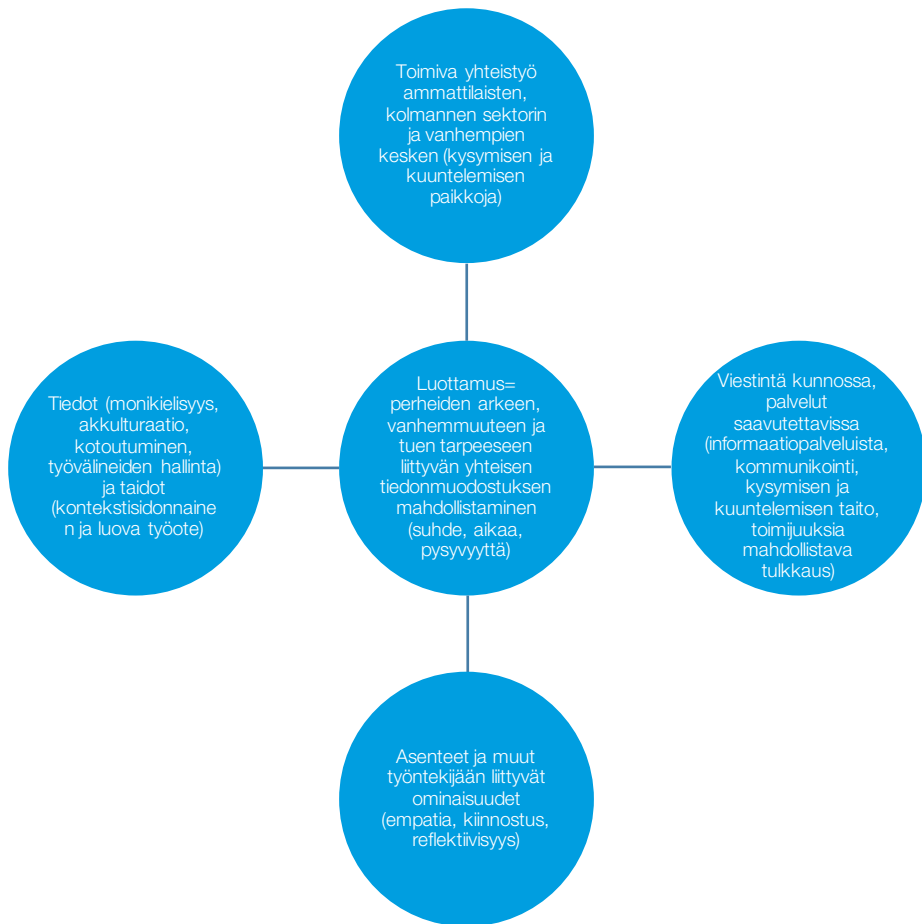 Toimiva yhteistyö
ammattilaisten,
kolmannen sektorin
ja vanhempien
kesken (kysymisen ja
kuuntelemisen
paikkoja)
Tiedot (monikielisyys,
akkulturaatio,
kotoutuminen,
työvälineiden hallinta)
ja taidot
(kontekstisidonnaine
n ja luova työote)
Luottamus=
perheiden arkeen,
vanhemmuuteen ja
tuen tarpeeseen
liittyvän yhteisen
tiedonmuodostuksen
mahdollistaminen
(suhde, aikaa,
pysyvyyttä)
Viestintä kunnossa,
palvelut
saavutettavissa
(informaatiopalveluista,
kommunikointi,
kysymisen ja
kuuntelemisen taito,
toimijuuksia
mahdollistava
tulkkaus)
Asenteet ja muut
työntekijään liittyvät
ominaisuudet
(empatia, kiinnostus,
reflektiivisyys)